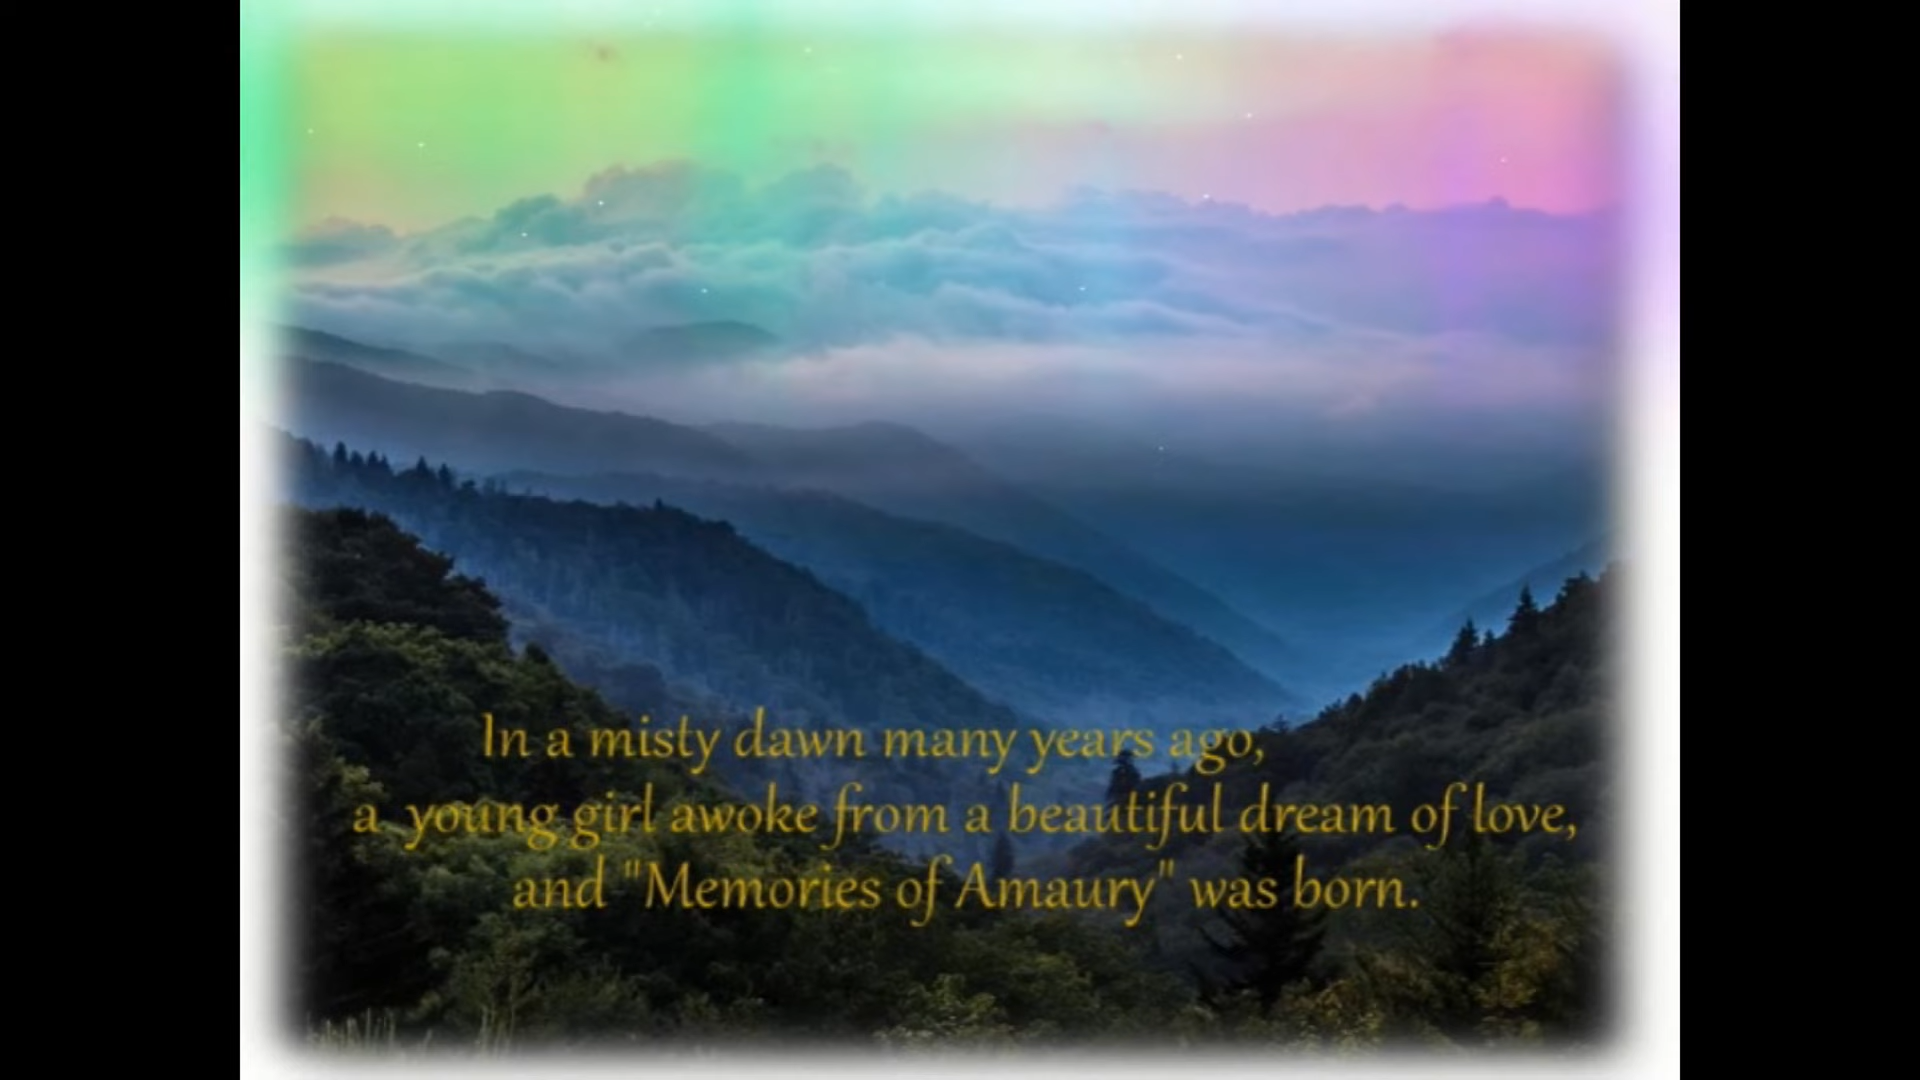 In a misty dawn many years ago,
a young girl awoke from a beautiful dream of love,
and "Memories of Amaury" was born.